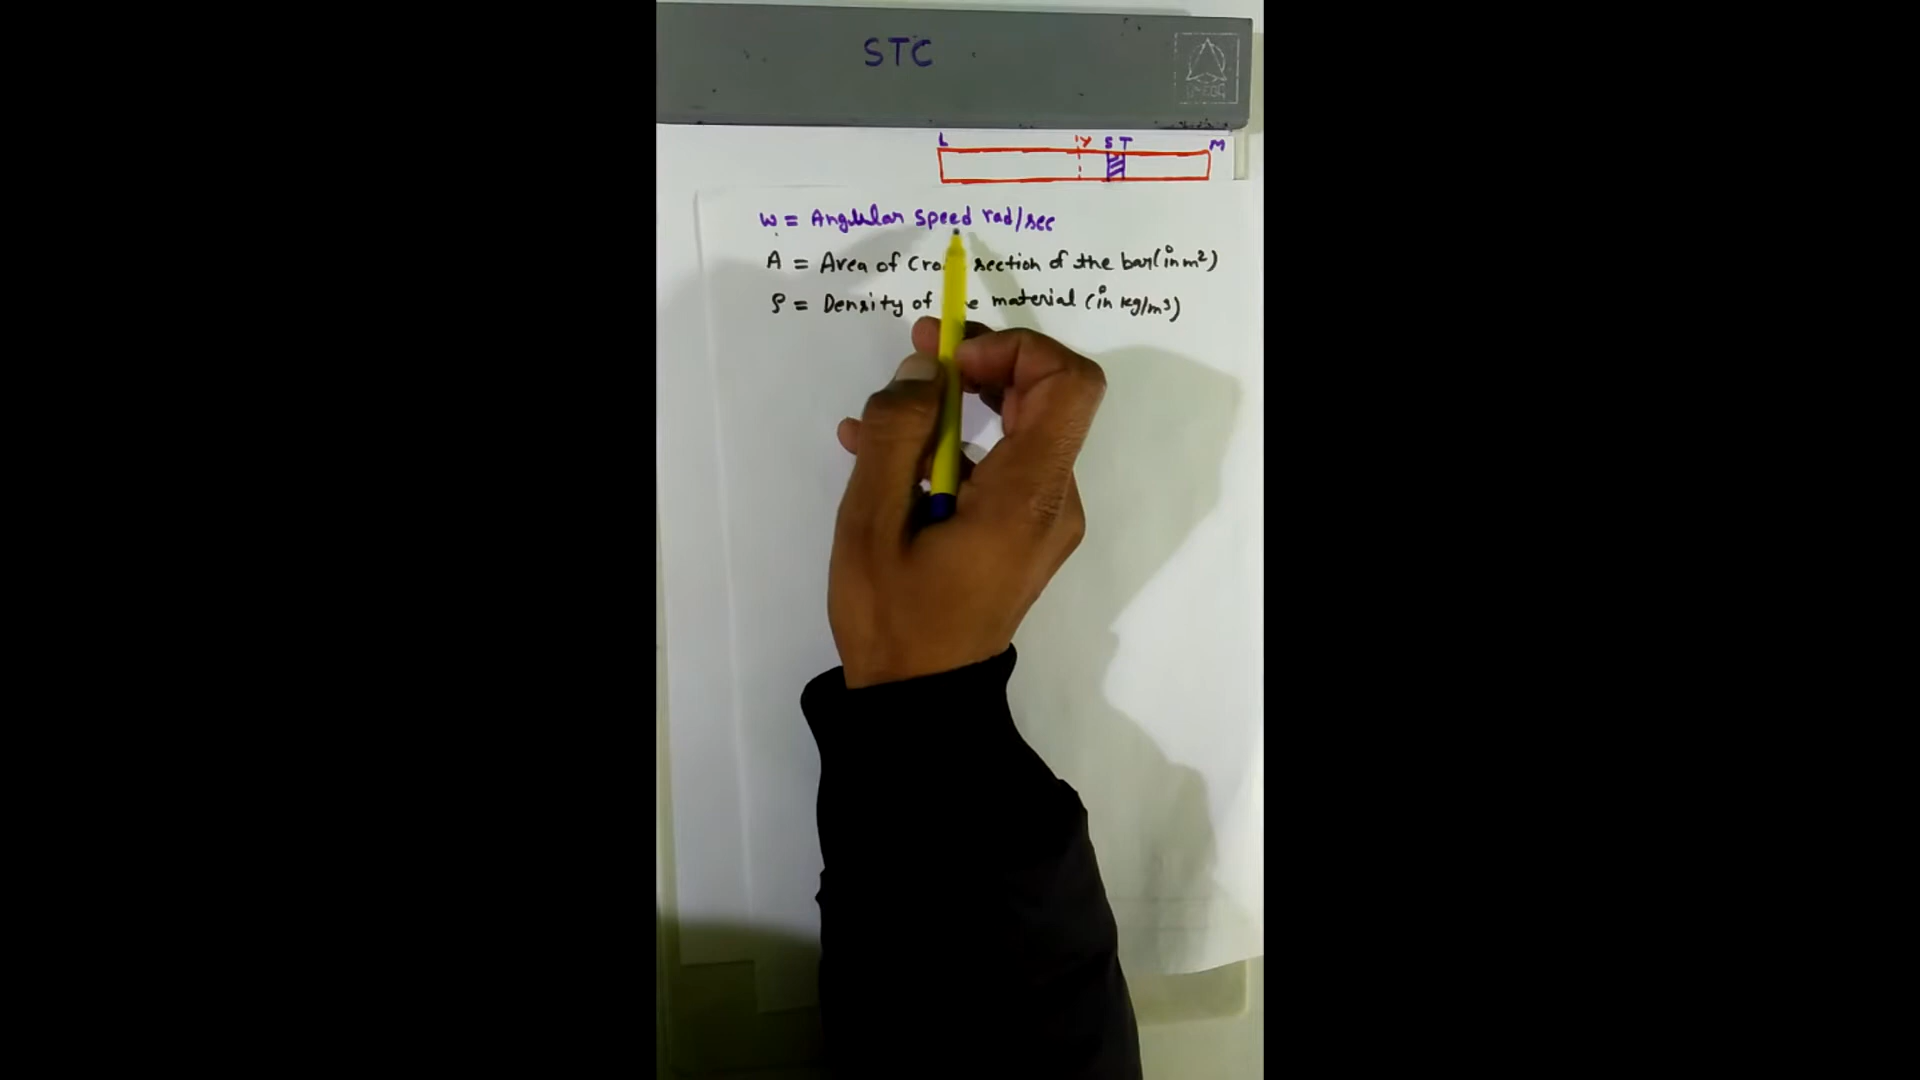 STC
OMEGA
L Y S T M
ω = Angular speed rad/sec
A = Area of Cro section of the bar (in m²)
ρ = Density of e material (in kg/m³)